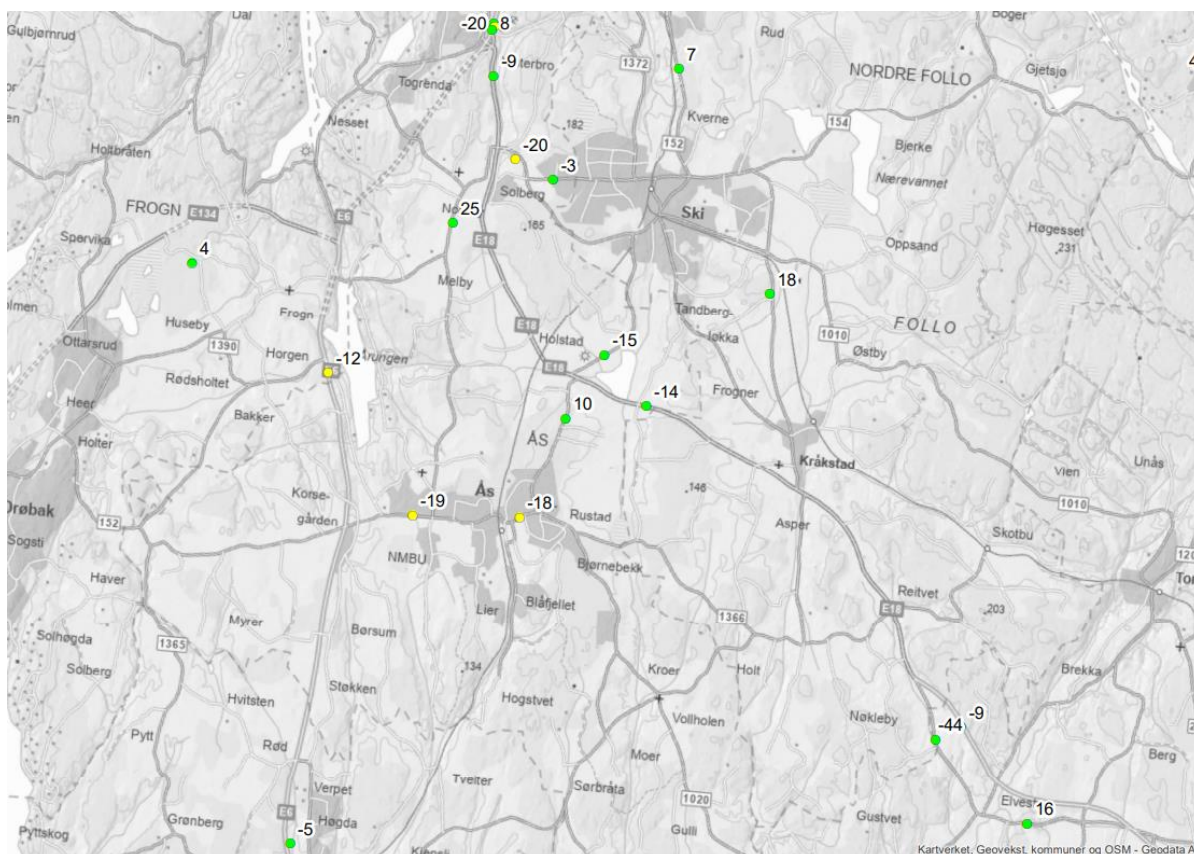 Dal
Gulbjørnrud
-20
8
Rud
Bøger
-9
1372
7
Togrenda
NORDRE FOLLO
Gjetsjø
4
Nesset
182
Kverne
154
Holtbråten
152
Bjerke
-20
-3
Nærevannet
Solberg
FROGN
E134
E6
25
Ski
Høgesset
Spervika
165
231
E18
Oppsand
4
Melby
18
Frogn
Tandberg-
løkka
FOLLO
Huseby
E18
1010
Ottarsrud
1390
Holstad
-15
Horgen
-12
Østby
E18
Rødsholtet
Frogner
Heer
-14
Bakker
10
Holter
ÅS
Kråkstad
Vien
Unås
Ås
146
Korse-
gården
-19
-18
1010
Rustad
152
Asper
Skotbu
Sogsti
NMBU
Bjørnebekk
Haver
Reitvet
Lier
Blåfjellet
E18
203
Myrer
1366
Solhøgda
Børsum
1365
Solberg
134
Kroer
Holt
Brekka
Hvitsten
Støkken
Hogstvet
Vollholen
Nøkleby
-9
Pytt
-44
Rød
Moer
Berg
Verpet
Tveiter
Sørbråta
1020
Elvest
16
Grønberg
E6
Høgda
Gustvet
Pyttskog
-5
Gulli
Kartverket, Geovekst, kommuner og OSM - Geodata A